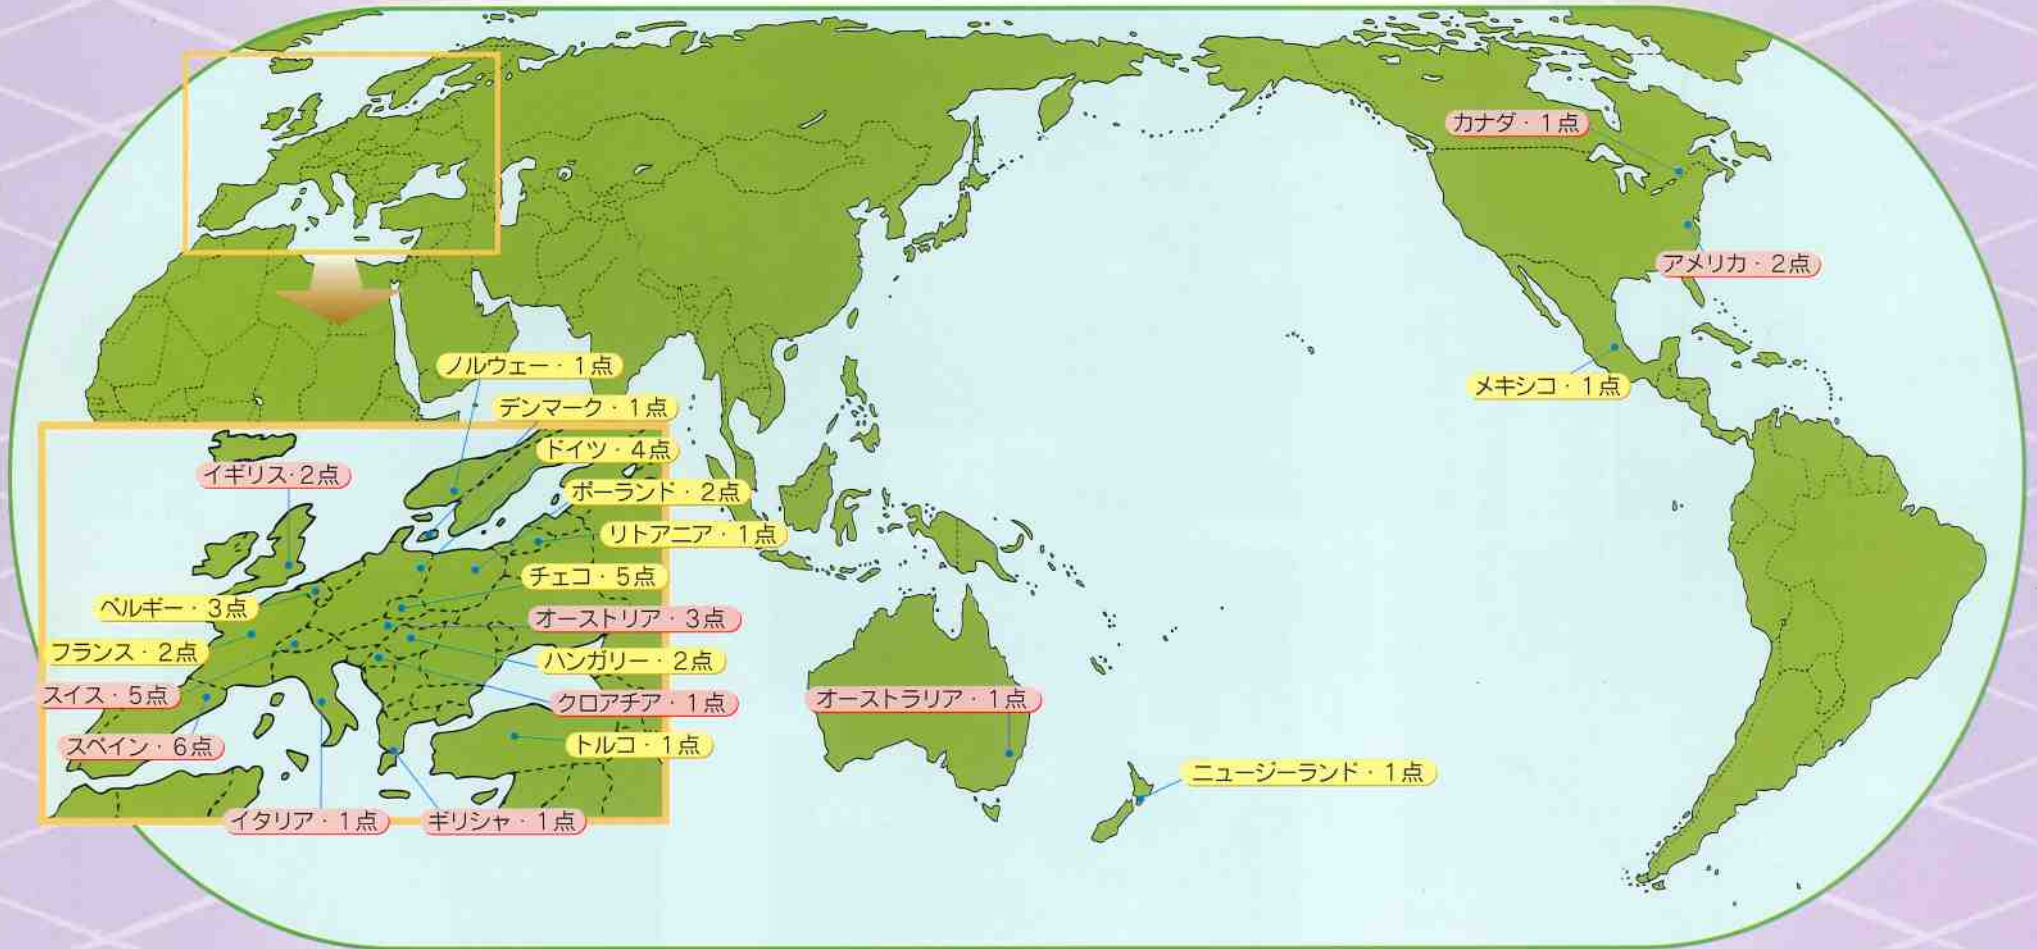 カナダ・1点
アメリカ・2点
メキシコ・1点
ノルウェー・1点
デンマーク・1点
ドイツ・4点
イギリス・2点
ポーランド・2点
リトアニア・1点
チェコ・5点
ベルギー・3点
オーストリア・3点
フランス・2点
ハンガリー・2点
スイス・5点
クロアチア・1点
オーストラリア・1点
スペイン・6点
トルコ・1点
ニュージーランド・1点
イタリア・1点
ギリシャ・1点